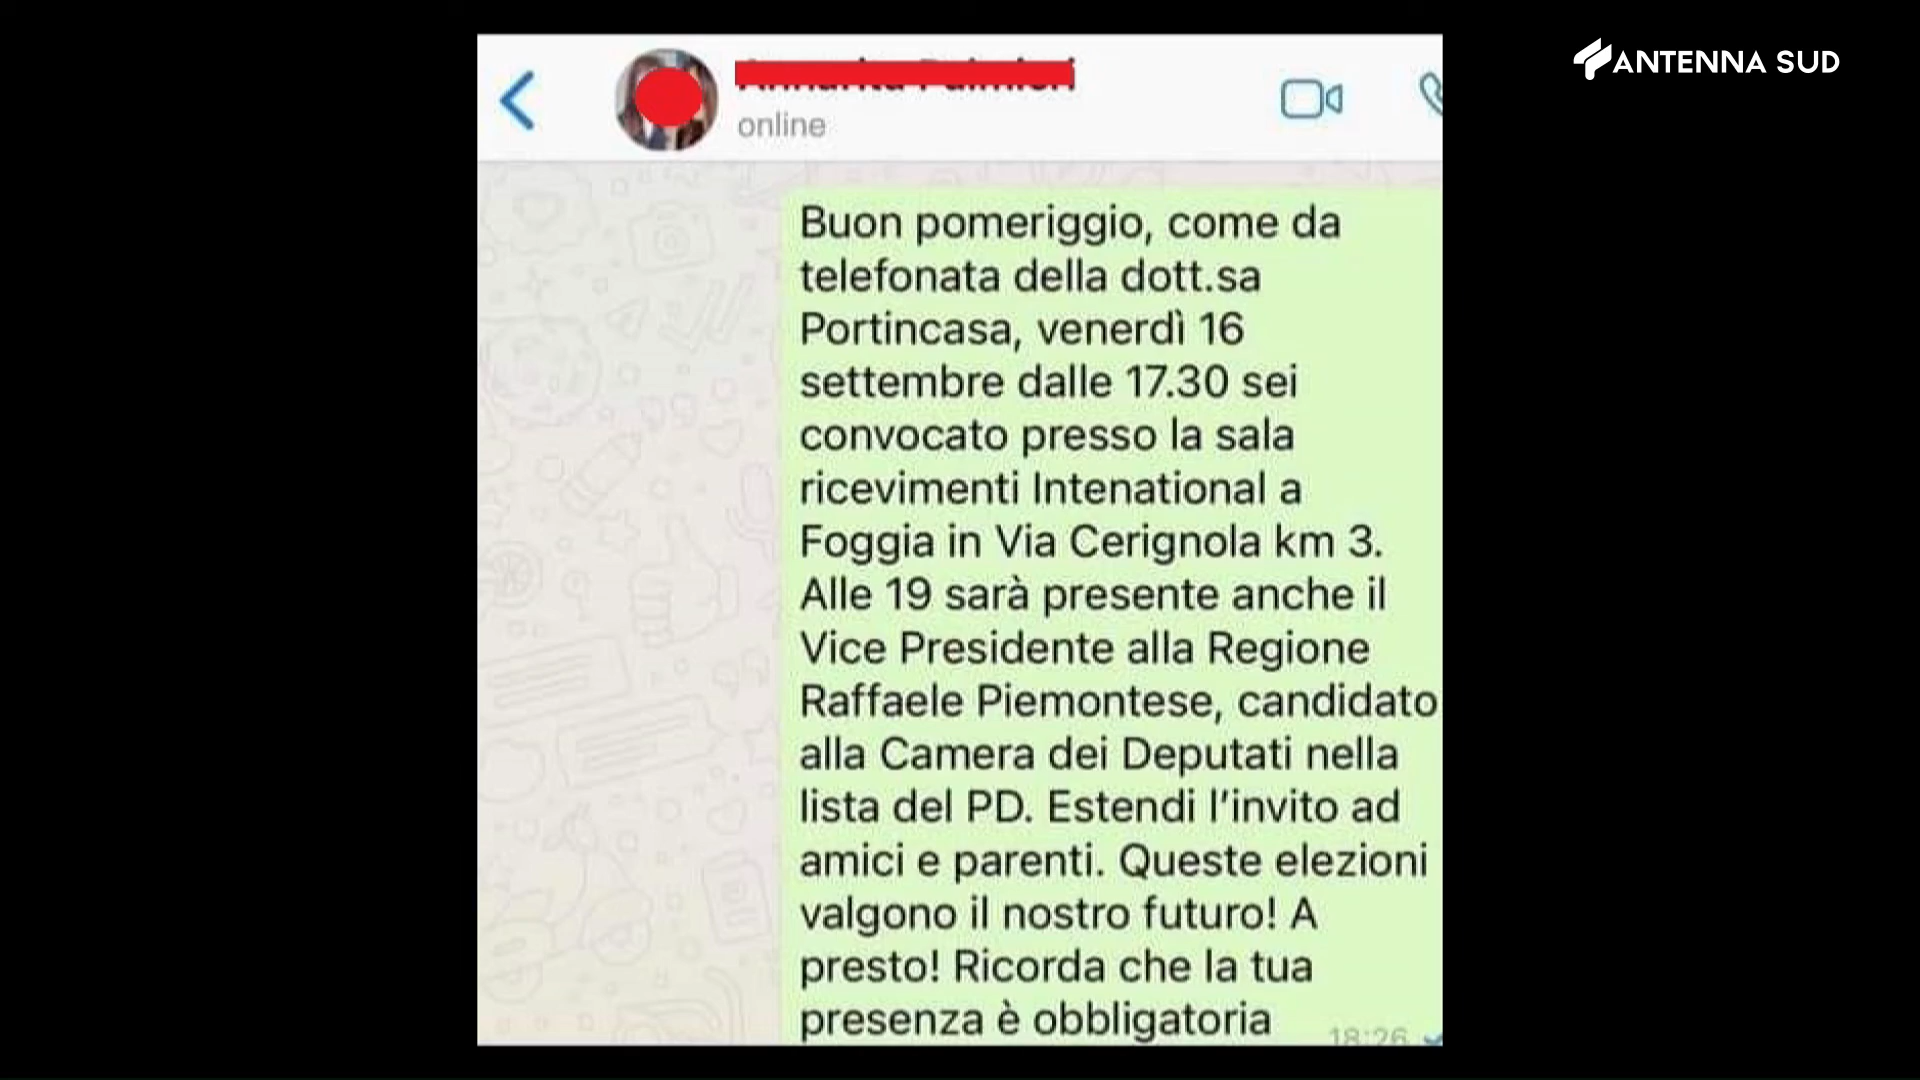 ANTENNA SUD
online
Buon pomeriggio, come da
telefonata della dott.sa
Portincasa, venerdì 16
settembre dalle 17.30 sei
convocato presso la sala
ricevimenti Intenational a
Foggia in Via Cerignola km 3.
Alle 19 sarà presente anche il
Vice Presidente alla Regione
Raffaele Piemontese, candidato
alla Camera dei Deputati nella
lista del PD. Estendi l’invito ad
amici e parenti. Queste elezioni
valgono il nostro futuro! A
presto! Ricorda che la tua
presenza è obbligatoria
18:26